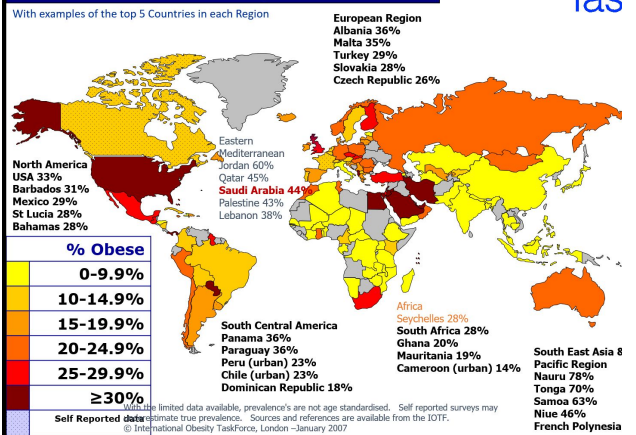 With examples of the top 5 Countries in each Region
European Region
Albania 36%
Malta 35%
Turkey 29%
Slovakia 28%
Czech Republic 26%
Eastern
Mediterranean
Jordan 60%
Qatar 45%
Saudi Arabia 44%
Palestine 43%
Lebanon 38%
North America
USA 33%
Barbados 31%
Mexico 29%
St Lucia 28%
Bahamas 28%
% Obese
0-9.9%
10-14.9%
15-19.9%
20-24.9%
25-29.9%
≥30%
Self Reported data
South Central America
Panama 36%
Paraguay 36%
Peru (urban) 23%
Chile (urban) 23%
Dominican Republic 18%
Africa
Seychelles 28%
South Africa 28%
Ghana 20%
Mauritania 19%
Cameroon (urban) 14%
South East Asia &
Pacific Region
Nauru 78%
Tonga 70%
Samoa 63%
Niue 46%
French Polynesia
With the limited data available, prevalence's are not age standardised. Self reported surveys may
estimate true prevalence. Sources and references are available from the IOTF.
© International Obesity TaskForce, London –January 2007